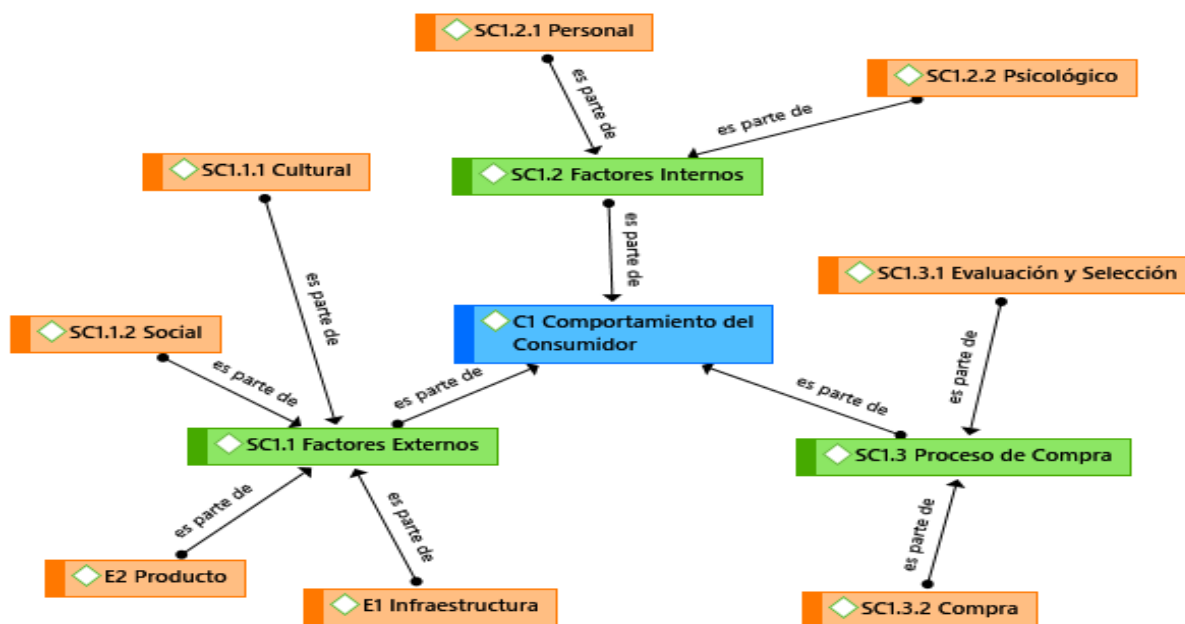 SC1.2.1 Personal
SC1.2.2 Psicológico
es parte de
es parte de
SC1.1.1 Cultural
SC1.2 Factores Internos
es parte de
es parte de
SC1.3.1 Evaluación y Selección
SC1.1.2 Social
C1 Comportamiento del
Consumidor
es parte de
es parte de
es parte de
es parte de
SC1.1 Factores Externos
SC1.3 Proceso de Compra
es parte de
es parte de
es parte de
E2 Producto
E1 Infraestructura
SC1.3.2 Compra